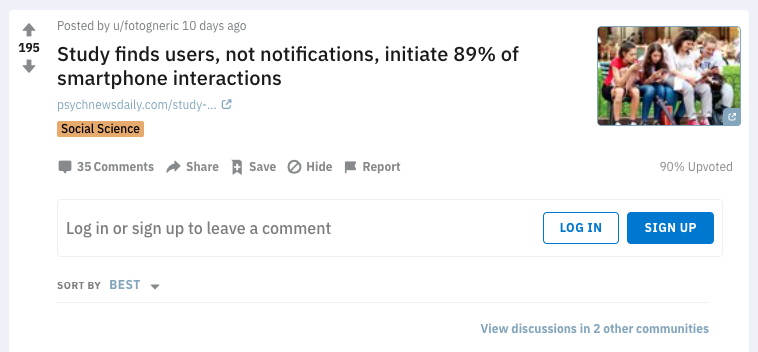 Posted by u/fotogneric 10 days ago
195
Study finds users, not notifications, initiate 89% of
smartphone interactions
psychnewsdaily.com/study-...
Social Science
35 Comments Share Save Hide Report 90% Upvoted
Log in or sign up to leave a comment LOG IN SIGN UP
SORT BY BEST
View discussions in 2 other communities